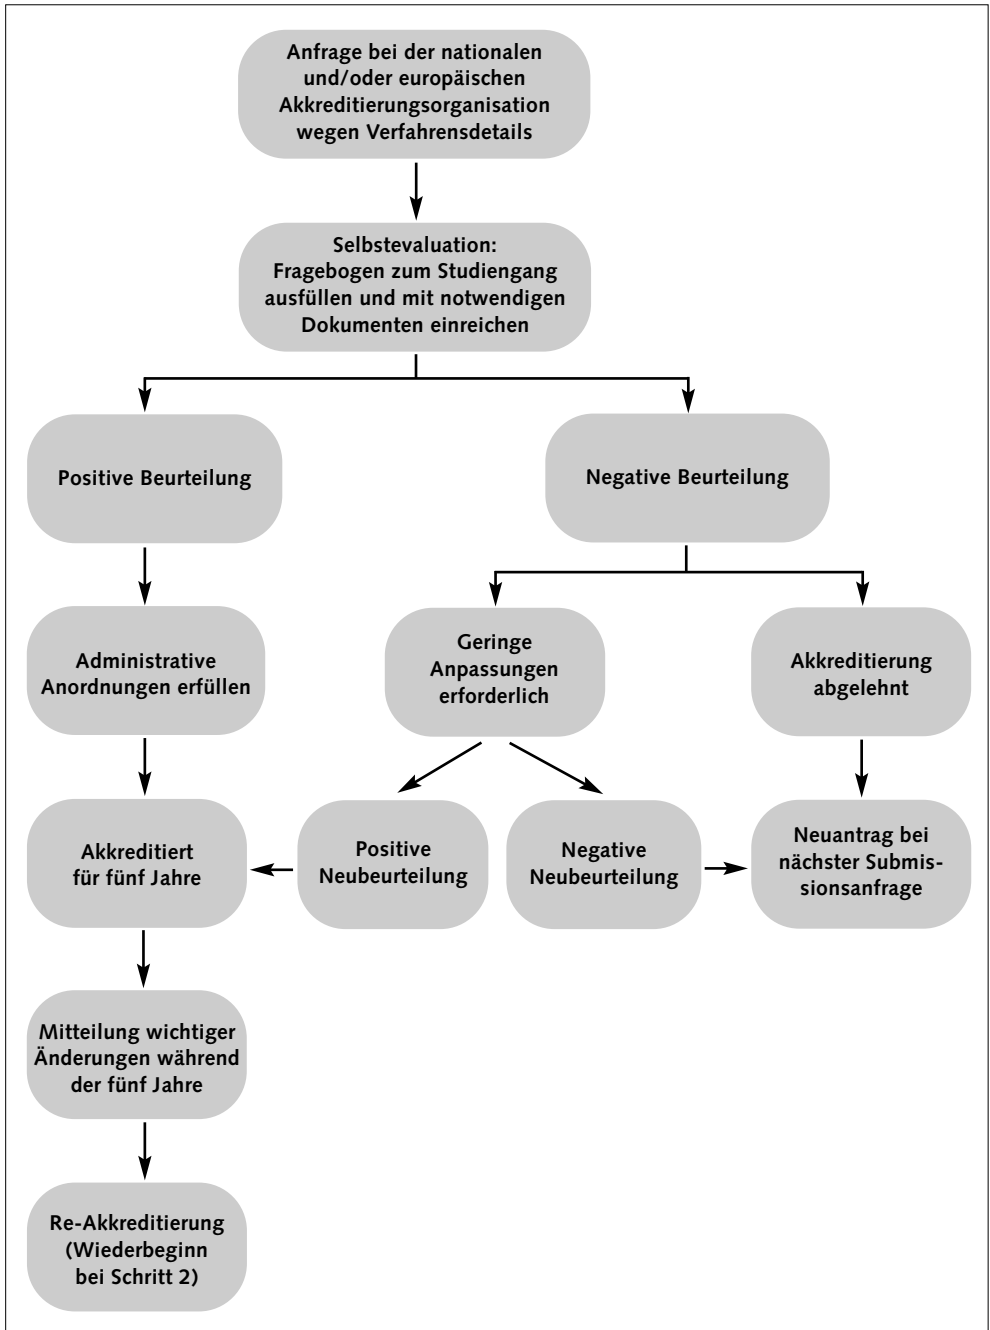 Anfrage bei der nationalen
und/oder europäischen
Akkreditierungsorganisation
wegen Verfahrensdetails
Selbstevaluation:
Fragebogen zum Studiengang
ausfüllen und mit notwendigen
Dokumenten einreichen
Positive Beurteilung
Negative Beurteilung
Administrative
Anordnungen erfüllen
Geringe
Anpassungen
erforderlich
Akkreditierung
abgelehnt
Akkreditiert
für fünf Jahre
Positive
Neubeurteilung
Negative
Neubeurteilung
Neuantrag bei
nächster Submis-
sionsanfrage
Mitteilung wichtiger
Änderungen während
der fünf Jahre
Re-Akkreditierung
(Wiederbeginn
bei Schritt 2)